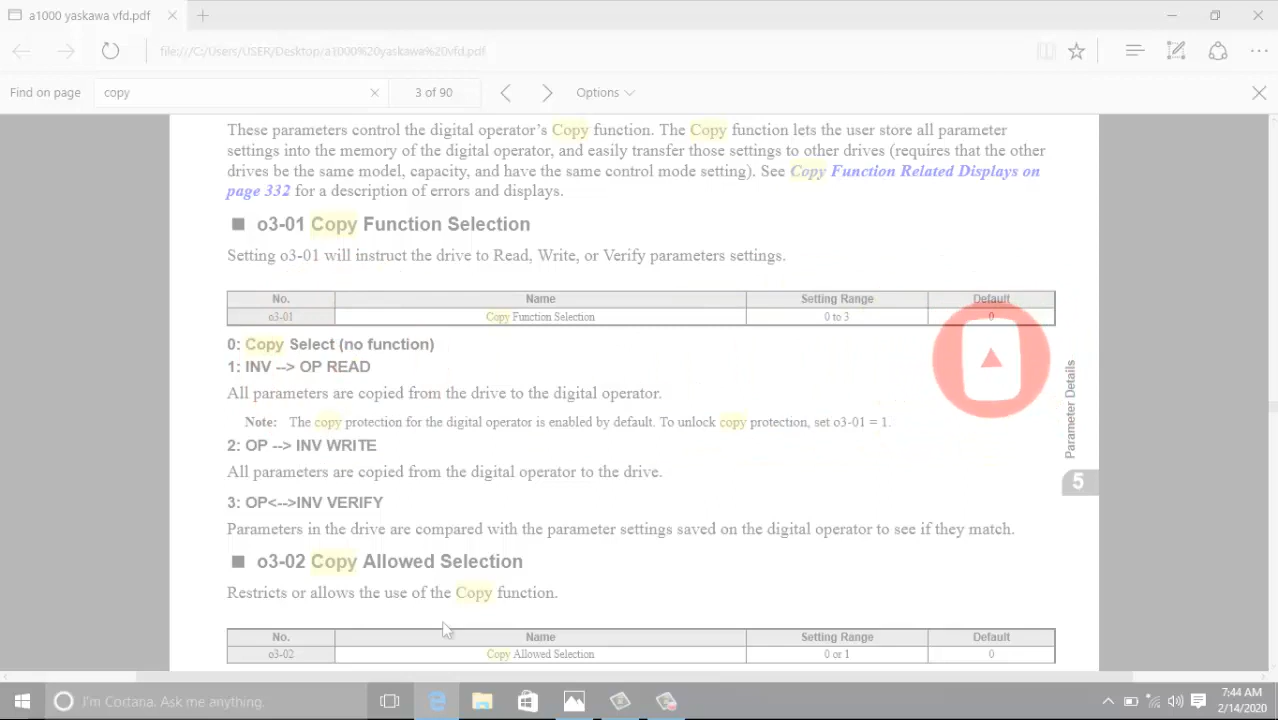 a1000 yaskawa vfd.pdf
file:///C:/Users/USER/Desktop/a1000%20yaskawa%20vfd.pdf
Find on page copy 3 of 90 Options
These parameters control the digital operator's Copy function. The Copy function lets the user store all parameter
settings into the memory of the digital operator, and easily transfer those settings to other drives (requires that the other
drives be the same model, capacity, and have the same control mode setting). See Copy Function Related Displays on
page 332 for a description of errors and displays.
■ o3-01 Copy Function Selection
Setting o3-01 will instruct the drive to Read, Write, or Verify parameters settings.
No. Name Setting Range Default
o3-01 Copy Function Selection 0 to 3 0
0: Copy Select (no function)
1: INV --> OP READ
All parameters are copied from the drive to the digital operator.
Note: The copy protection for the digital operator is enabled by default. To unlock copy protection, set o3-01 = 1.
2: OP --> INV WRITE
All parameters are copied from the digital operator to the drive.
3: OP<-->INV VERIFY
Parameters in the drive are compared with the parameter settings saved on the digital operator to see if they match.
■ o3-02 Copy Allowed Selection
Restricts or allows the use of the Copy function.
No. Name Setting Range Default
o3-02 Copy Allowed Selection 0 or 1 0
Parameter Details
5
I'm Cortana. Ask me anything.
7:44 AM
2/14/2020